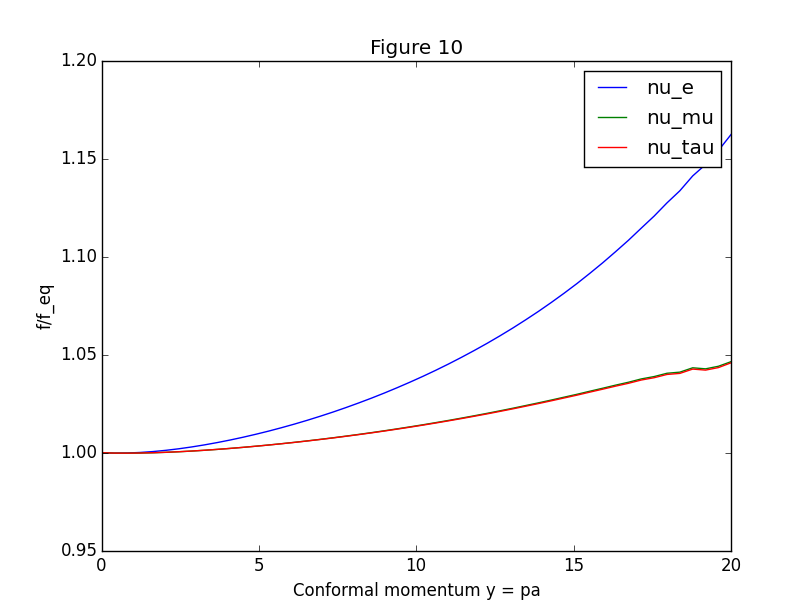 Figure 10
nu_e
nu_mu
nu_tau
f/f_eq
1.20
1.15
1.10
1.05
1.00
0.95
0
5
10
15
20
Conformal momentum y = pa